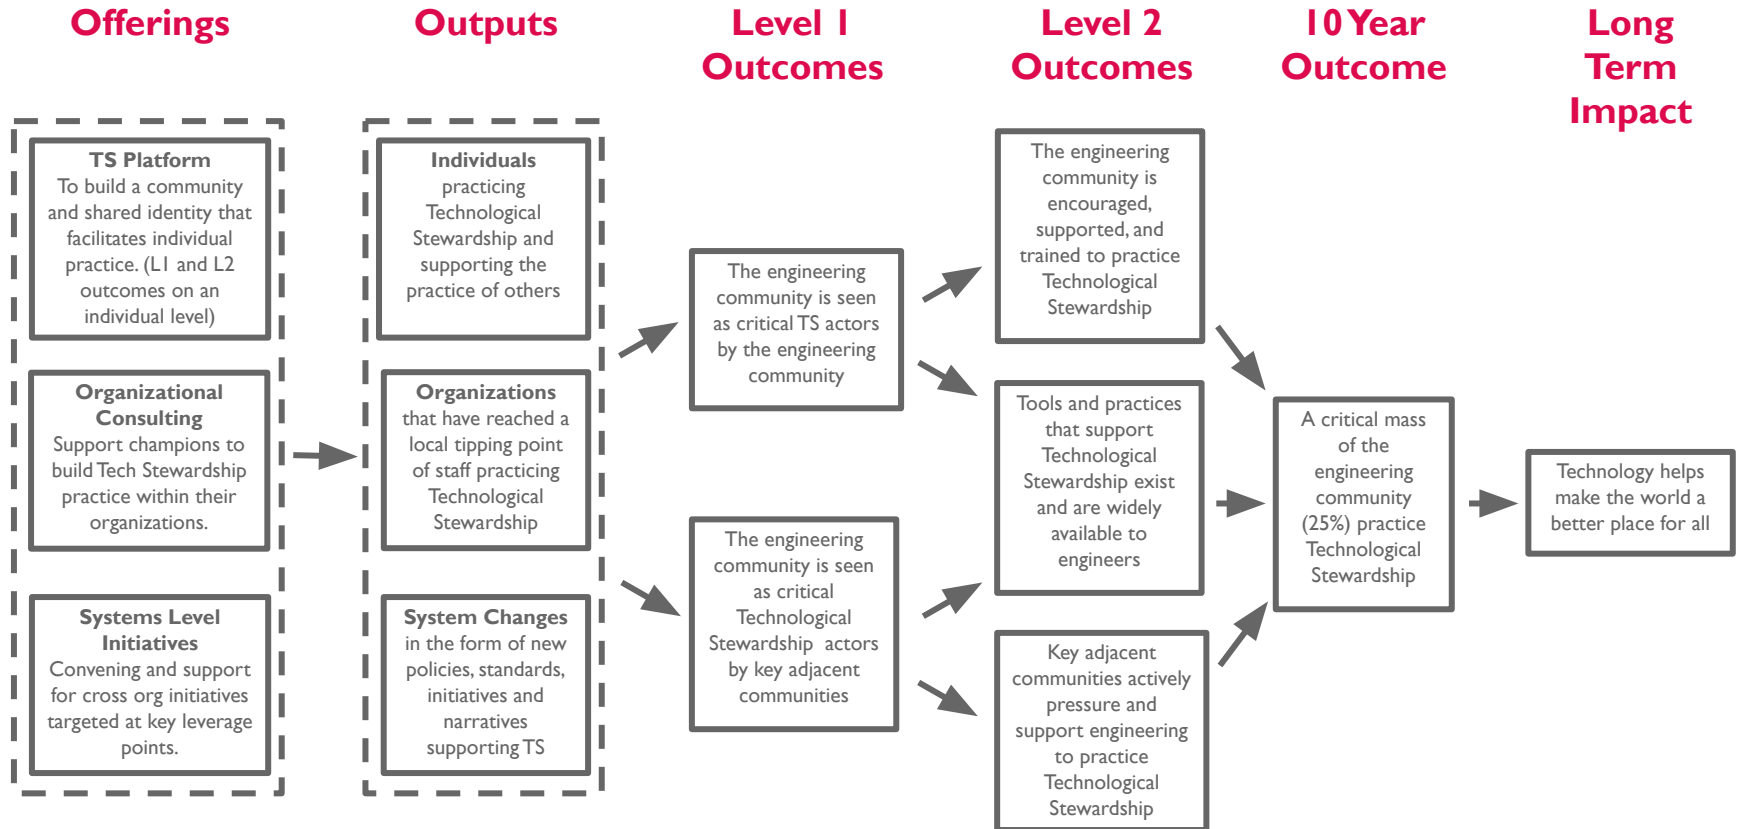 Offerings
TS Platform
To build a community
and shared identity that
facilitates individual
practice. (L1 and L2
outcomes on an
individual level)
Organizational
Consulting
Support champions to
build Tech Stewardship
practice within their
organizations.
Systems Level
Initiatives
Convening and support
for cross org initiatives
targeted at key leverage
points.
Outputs
Individuals
practicing
Technological
Stewardship and
supporting the
practice of others
Organizations
that have reached a
local tipping point
of staff practicing
Technological
Stewardship
System Changes
in the form of new
policies, standards,
initiatives and
narratives
supporting TS
Level 1
Outcomes
The engineering
community is seen
as critical TS actors
by the engineering
community
The engineering
community is seen
as critical
Technological
Stewardship actors
by key adjacent
communities
Level 2
Outcomes
The engineering
community is
encouraged,
supported, and
trained to practice
Technological
Stewardship
Tools and practices
that support
Technological
Stewardship exist
and are widely
available to
engineers
Key adjacent
communities actively
pressure and
support engineering
to practice
Technological
Stewardship
10 Year
Outcome
A critical mass
of the
engineering
community
(25%) practice
Technological
Stewardship
Long
Term
Impact
Technology helps
make the world a
better place for all